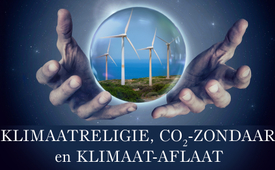 KLIMAATRELIGIE, CO₂-ZONDAAR
en KLIMAAT-AFLAAT